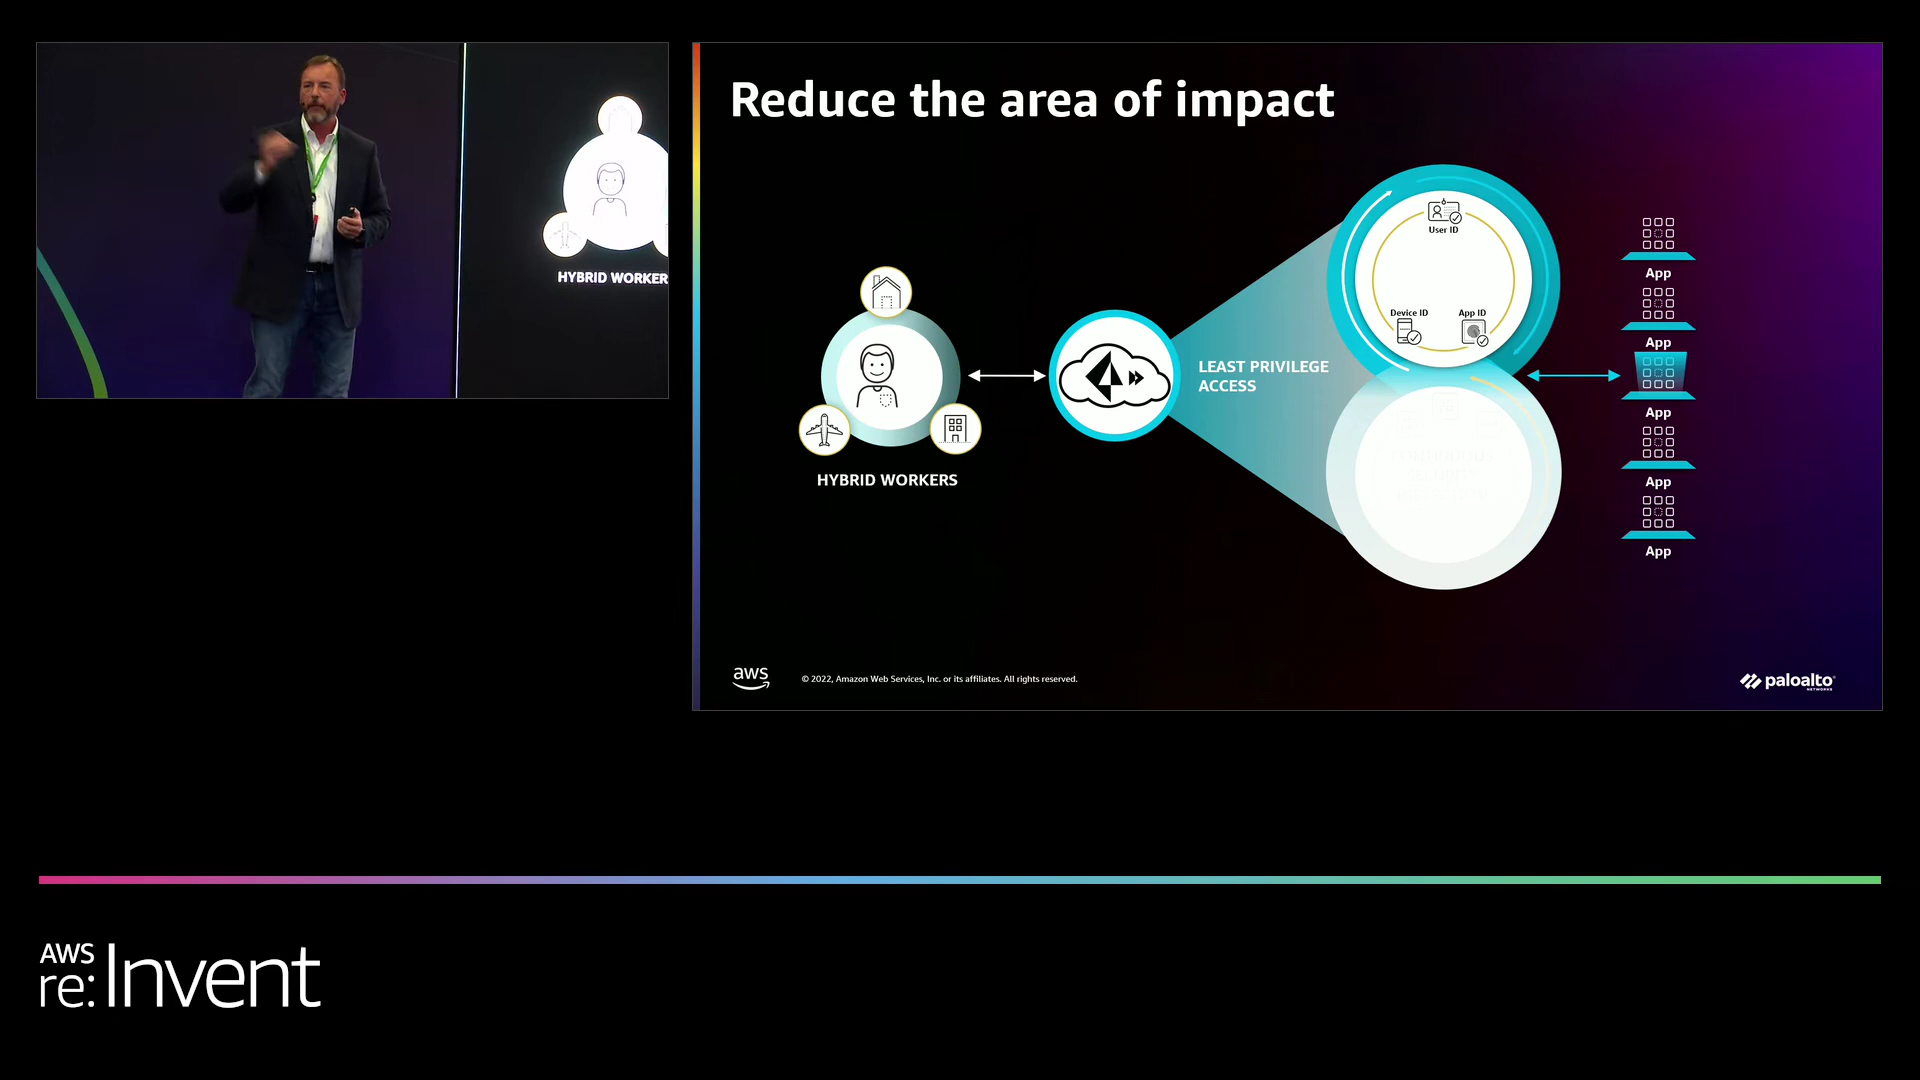 HYBRID WORKER
Reduce the area of impact
User ID
Device ID
App ID
LEAST PRIVILEGE
ACCESS
HYBRID WORKERS
App
App
App
App
App
aws
© 2022, Amazon Web Services, Inc. or its affiliates. All rights reserved.
paloalto
NETWORKS
AWS
re:Invent